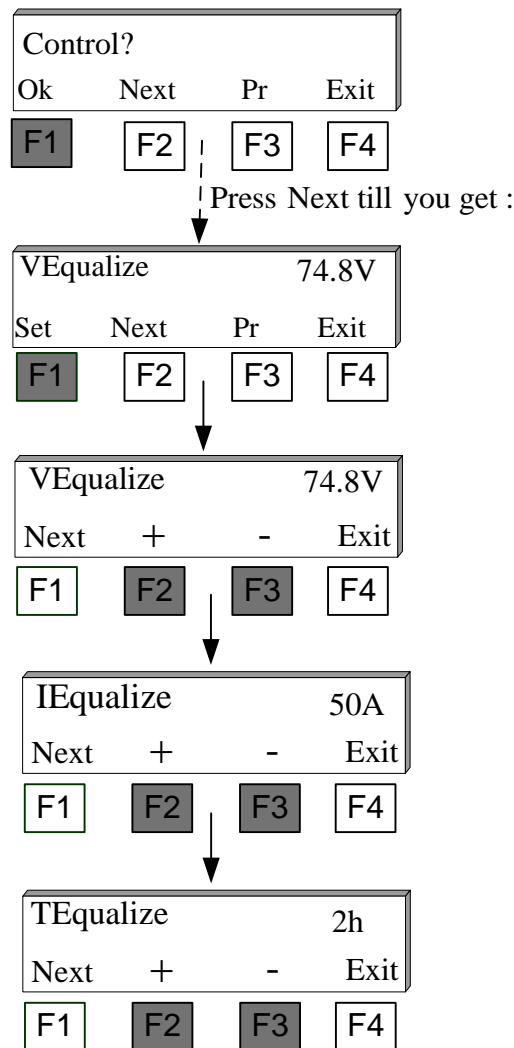 Control?
Ok Next Pr Exit
F1 F2 F3 F4
Press Next till you get :
VEqualize 74.8V
Set Next Pr Exit
F1 F2 F3 F4
VEqualize 74.8V
Next + - Exit
F1 F2 F3 F4
IEqualize 50A
Next + - Exit
F1 F2 F3 F4
TEqualize 2h
Next + - Exit
F1 F2 F3 F4